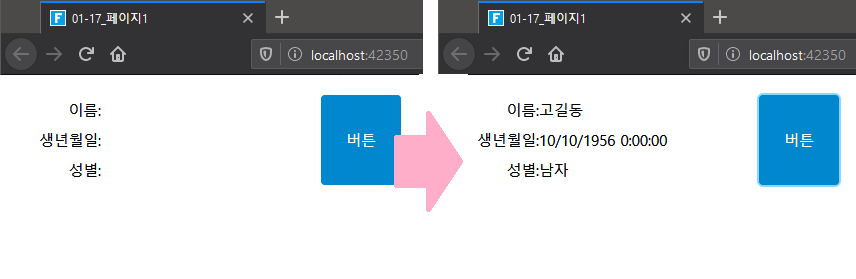 F 01-17_페이지1
localhost:42350
이름:
생년월일:
성별:
버튼
F 01-17_페이지1
localhost:42350
이름:고길동
생년월일:10/10/1956 0:00:00
성별:남자
버튼